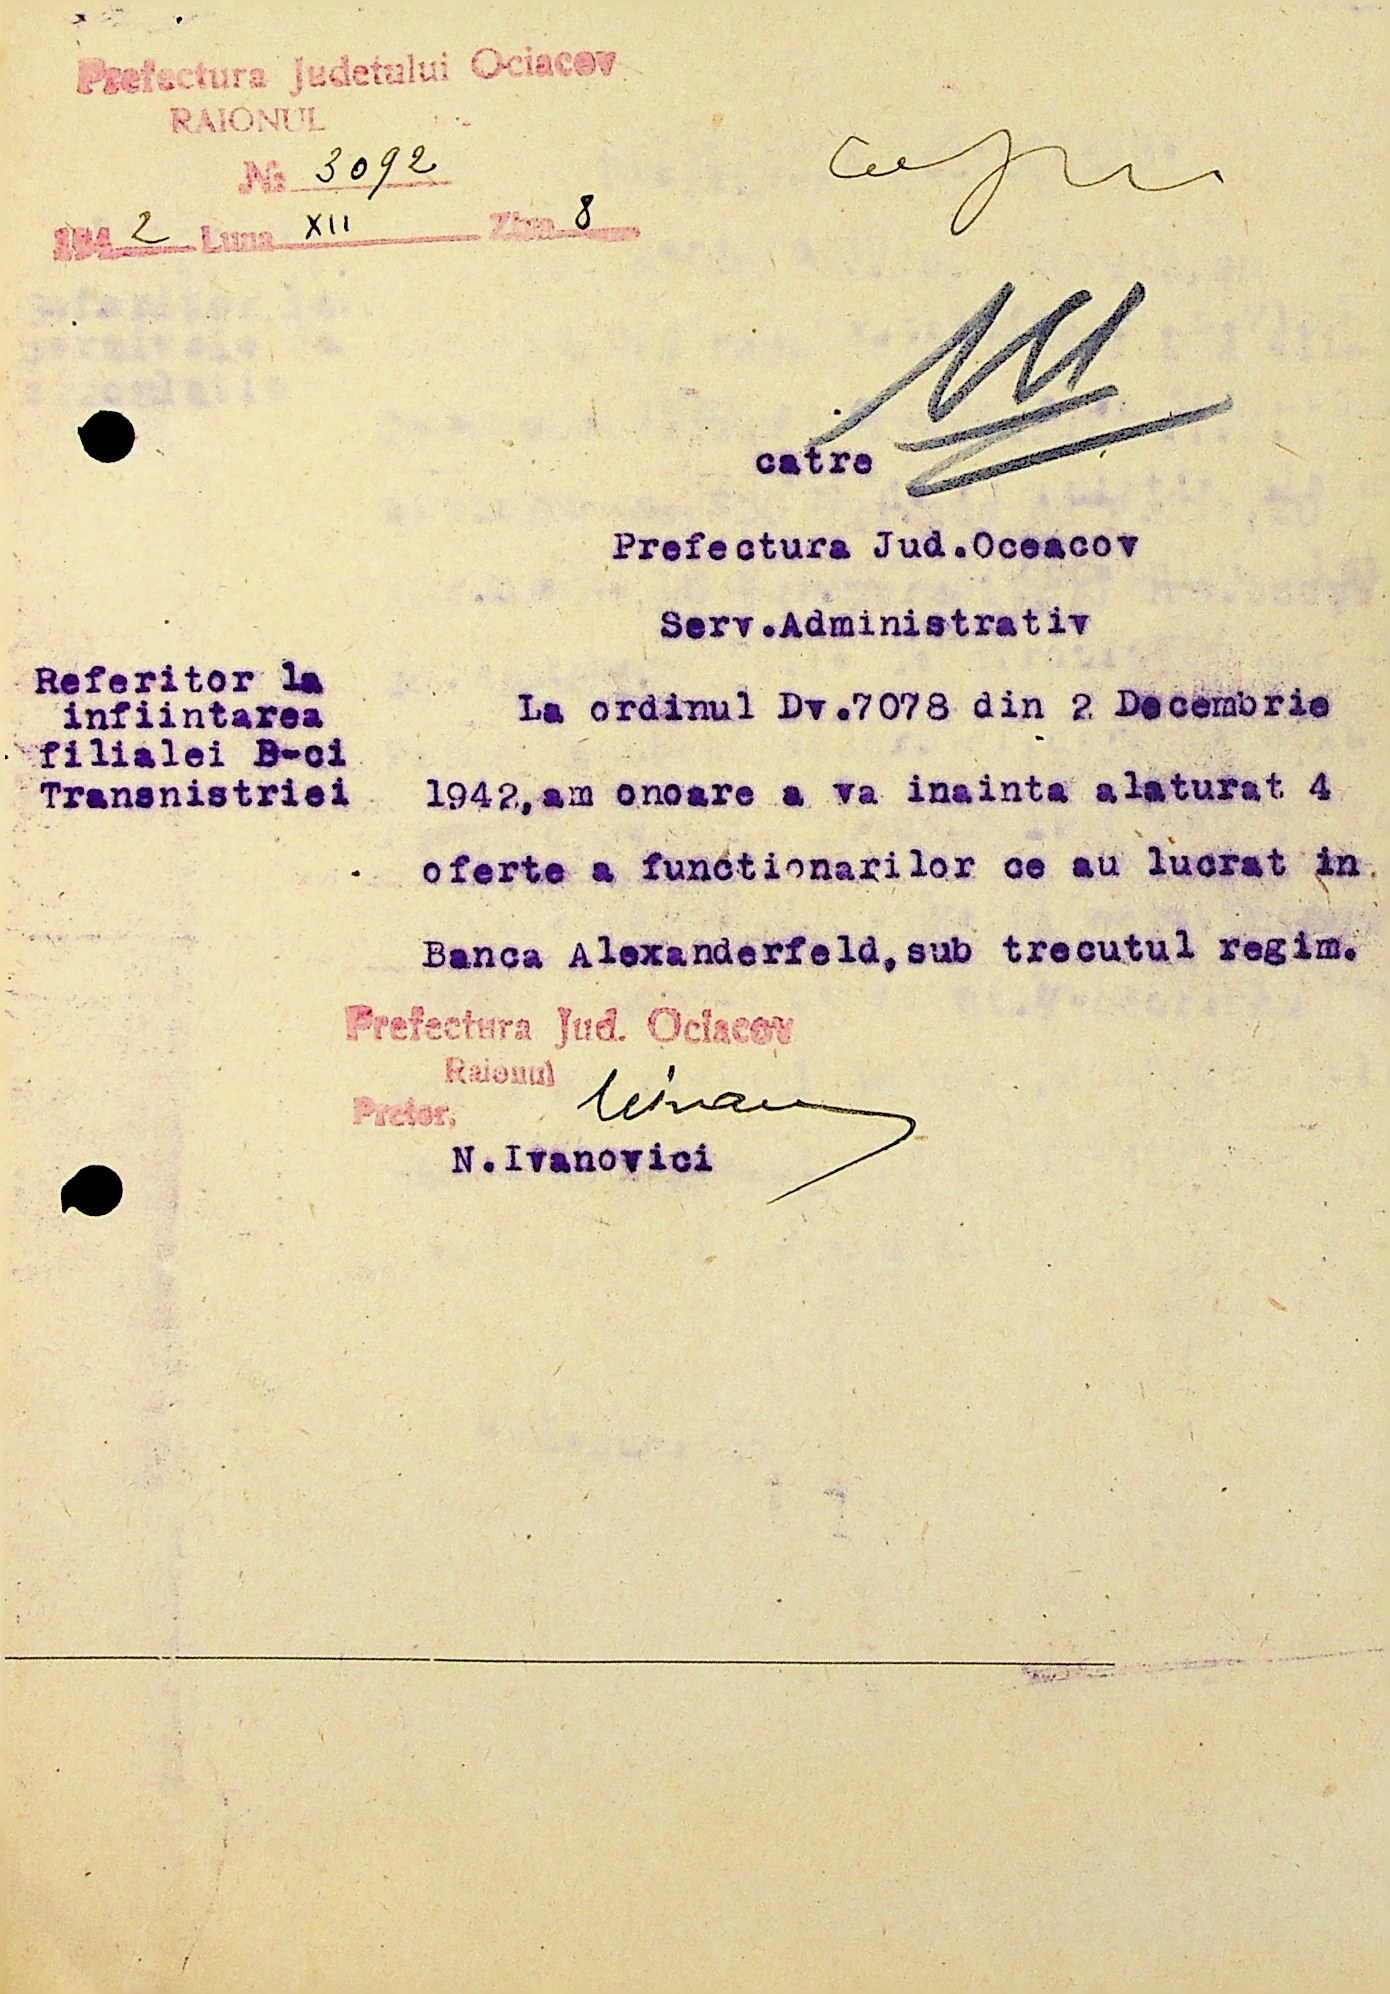 Prefectura Judetului Ociacov
RAIONUL
№ 3092
1942 Luna XII Ziua 8
catre
Prefectura Jud.Oceacov
Serv.Administrativ
Referitor la
infiintarea
filialei B-ci
Transnistriei
La ordinul Dv.7078 din 2 Decembrie
1942,am onoare a va inainta alaturat 4
oferte a functionarilor ce au lucrat in
Banca Alexanderfeld,sub trecutul regim.
Prefectura Jud. Ociacov
Raionul
Pretor,
N.Ivanovici